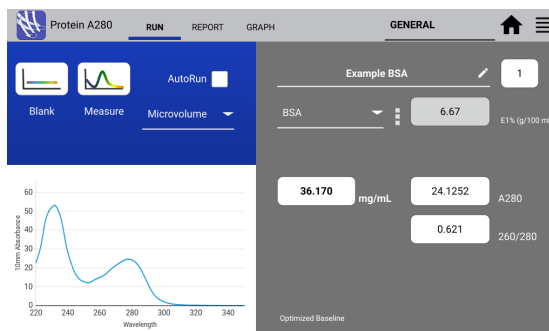 Protein A280 RUN REPORT GRAPH GENERAL
AutoRun
Blank Measure Microvolume
Example BSA 1
BSA 6.67
E1% (g/100 ml
36.170 mg/mL 24.1252 A280
0.621 260/280
10mm Absorbance
60
50
40
30
20
10
0
220 240 260 280 300 320 340
Wavelength
Optimized Baseline